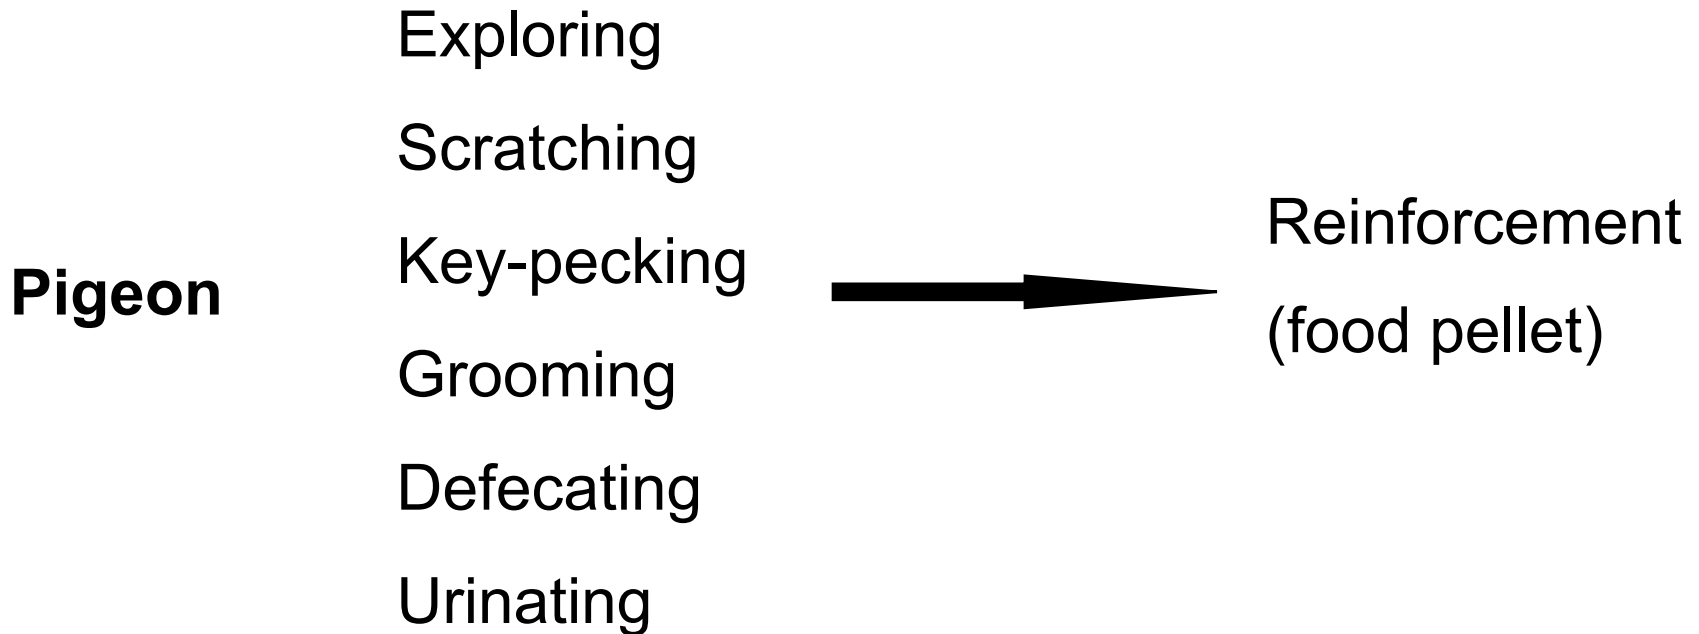 Pigeon
Exploring
Scratching
Key-pecking
Grooming
Defecating
Urinating
Reinforcement
(food pellet)